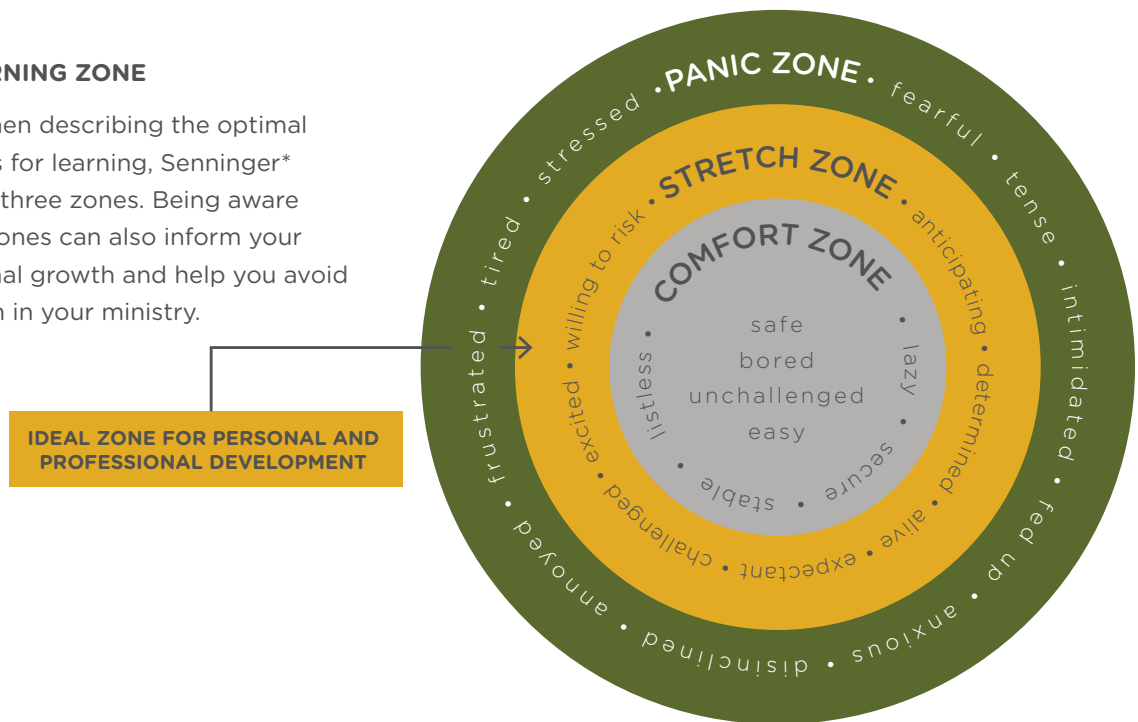 RNING ZONE
en describing the optimal
s for learning, Senninger*
three zones. Being aware
ones can also inform your
nal growth and help you avoid
n in your ministry.
IDEAL ZONE FOR PERSONAL AND
PROFESSIONAL DEVELOPMENT
PANIC ZONE • fearful • tense • intimidated • fed up • anxious • disinclined • annoyed • frustrated • tired • stressed •
STRETCH ZONE • anticipating • determined • alive • expectant • challenged • excited • willing to risk •
COMFORT ZONE
• lazy • secure • stable • listless •
safe
bored
unchallenged
easy